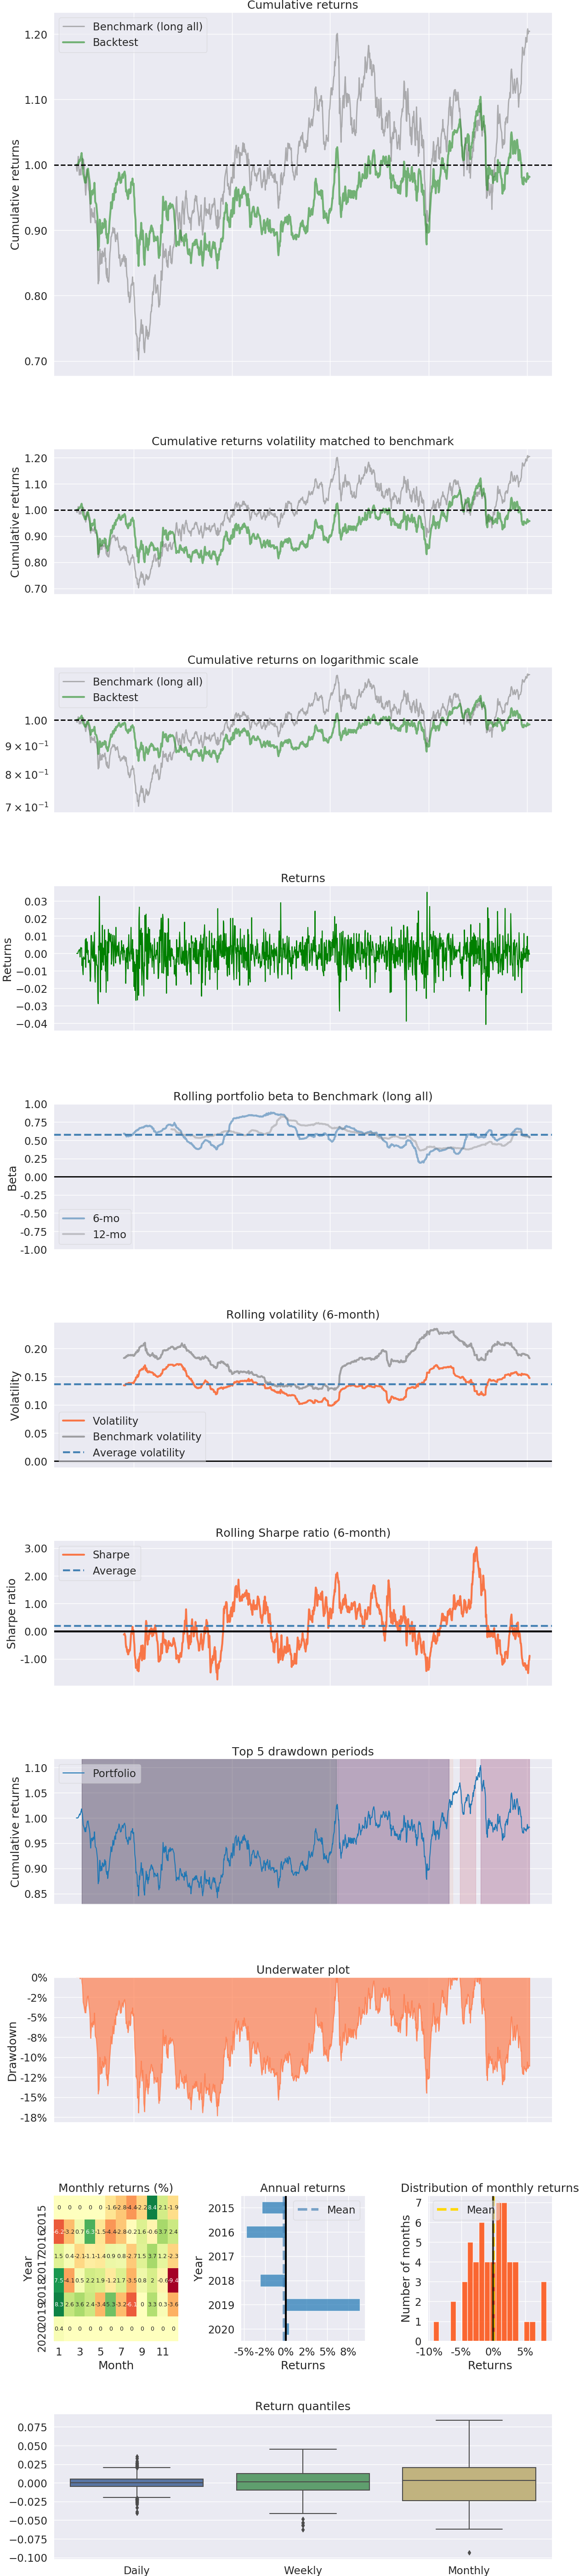 Cumulative returns
Benchmark (long all)
Backtest
Cumulative returns
1.20
1.10
1.00
0.90
0.80
0.70
Cumulative returns volatility matched to benchmark
Cumulative returns
1.20
1.10
1.00
0.90
0.80
0.70
Cumulative returns on logarithmic scale
Benchmark (long all)
Backtest
Cumulative returns
1.00
9 × 10⁻¹
8 × 10⁻¹
7 × 10⁻¹
Returns
Returns
0.03
0.02
0.01
0.00
−0.01
−0.02
−0.03
−0.04
Rolling portfolio beta to Benchmark (long all)
Beta
1.00
0.75
0.50
0.25
0.00
-0.25
-0.50
-0.75
-1.00
6-mo
12-mo
Rolling volatility (6-month)
Volatility
0.20
0.15
0.10
0.05
0.00
Volatility
Benchmark volatility
Average volatility
Rolling Sharpe ratio (6-month)
Sharpe ratio
3.00
2.00
1.00
0.00
-1.00
Sharpe
Average
Top 5 drawdown periods
Cumulative returns
1.10
1.05
1.00
0.95
0.90
0.85
Portfolio
Underwater plot
Drawdown
0%
-2%
-5%
-8%
-10%
-12%
-15%
-18%
Monthly returns (%)
Year
2015
2016
2017
2018
2019
2020
1 3 5 7 9 11
Month
Annual returns
Year
2015
2016
2017
2018
2019
2020
Mean
-5% -2% 0% 2% 5% 8%
Returns
Distribution of monthly returns
Number of months
7
6
5
4
3
2
1
0
Mean
-10% -5% 0% 5%
Returns
Return quantiles
0.075
0.050
0.025
0.000
−0.025
−0.050
−0.075
−0.100
Daily Weekly Monthly